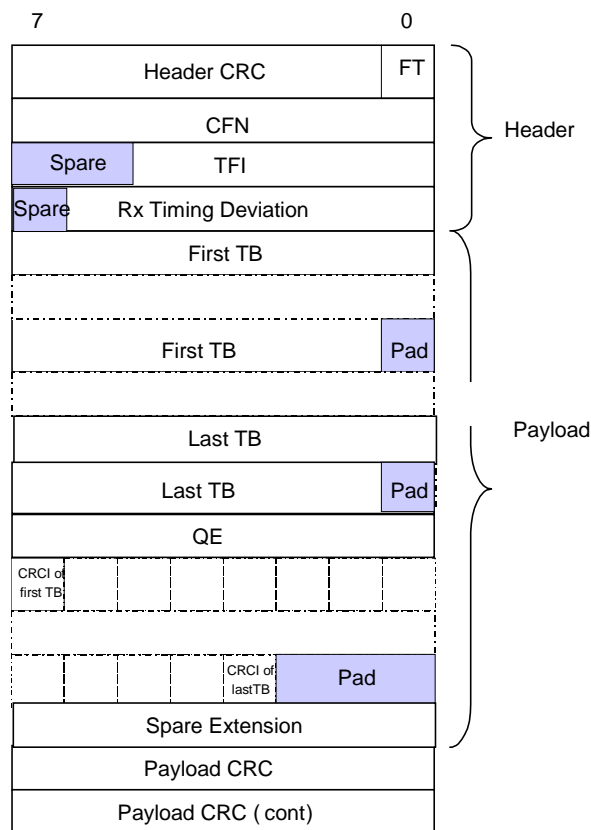 7 0
Header CRC FT
CFN
Header
Spare TFI
Spare Rx Timing Deviation
First TB
First TB Pad
Payload
Last TB
Last TB Pad
QE
CRCI of
first TB
CRCI of
lastTB
Pad
Spare Extension
Payload CRC
Payload CRC ( cont)